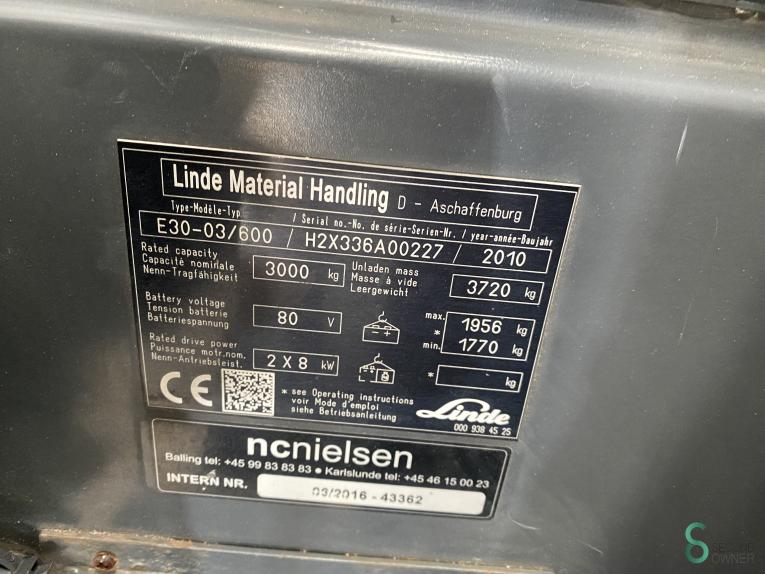 Linde Material Handling D - Aschaffenburg
Type-Modèle-Typ / Serial no.-No. de série-Serien-Nr. / year-année-Baujahr
E30-03/600 / H2X336A00227 / 2010
Rated capacity
Capacité nominale
Nenn-Tragfähigkeit
3000 kg
Unladen mass
Masse à vide
Leergewicht
3720 kg
Battery voltage
Tension batterie
Batteriespannung
80 V
max. 1956 kg
*
min. 1770 kg
Rated drive power
Puissance motr.nom.
Nenn-Antriebsleist.
2 X 8 kW
L
* kg
CE
* see Operating instructions
voir Mode d'emploi
siehe Betriebsanleitung
Linde
000 938 45 25
ncnielsen
Balling tel: +45 99 83 83 83 • Karlslunde tel: +45 46 15 00 23
INTERN NR. 03/2016 - 43362
SECOND
OWNER